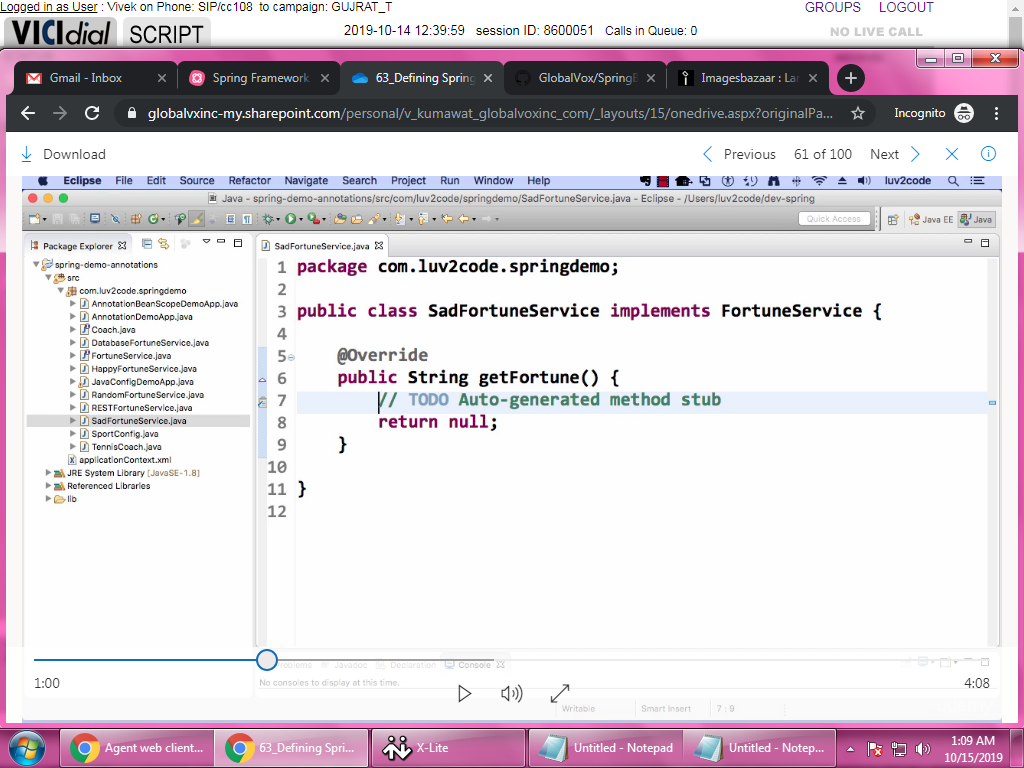 Logged in as User : Vivek on Phone: SIP/cc108 to campaign: GUJRAT_T
GROUPS LOGOUT
VICIdial SCRIPT
2019-10-14 12:39:59 session ID: 8600051 Calls in Queue: 0
NO LIVE CALL
Gmail - Inbox
Spring Framework
63_Defining Spring
GlobalVox/SpringB
Imagesbazaar : Lar
globalvxinc-my.sharepoint.com/personal/v_kumawat_globalvoxinc_com/_layouts/15/onedrive.aspx?originalPa...
Incognito
Download
Previous 61 of 100 Next
Eclipse File Edit Source Refactor Navigate Search Project Run Window Help
luv2code
Java - spring-demo-annotations/src/com/luv2code/springdemo/SadFortuneService.java - Eclipse - /Users/luv2code/dev-spring
Quick Access
Java EE
Java
Package Explorer
spring-demo-annotations
src
com.luv2code.springdemo
AnnotationBeanScopeDemoApp.java
AnnotationDemoApp.java
Coach.java
DatabaseFortuneService.java
FortuneService.java
HappyFortuneService.java
JavaConfigDemoApp.java
RandomFortuneService.java
RESTFortuneService.java
SadFortuneService.java
SportConfig.java
TennisCoach.java
applicationContext.xml
JRE System Library [JavaSE-1.8]
Referenced Libraries
lib
SadFortuneService.java
1 package com.luv2code.springdemo;
2
3 public class SadFortuneService implements FortuneService {
4
5 @Override
6 public String getFortune() {
7 // TODO Auto-generated method stub
8 return null;
9 }
10
11 }
12
Javadoc Declaration Console
No consoles to display at this time.
1:00
4:08
Writable Smart Insert 7 : 9
Agent web client...
63_Defining Spri...
X-Lite
Untitled - Notepad
Untitled - Notep...
1:09 AM
10/15/2019